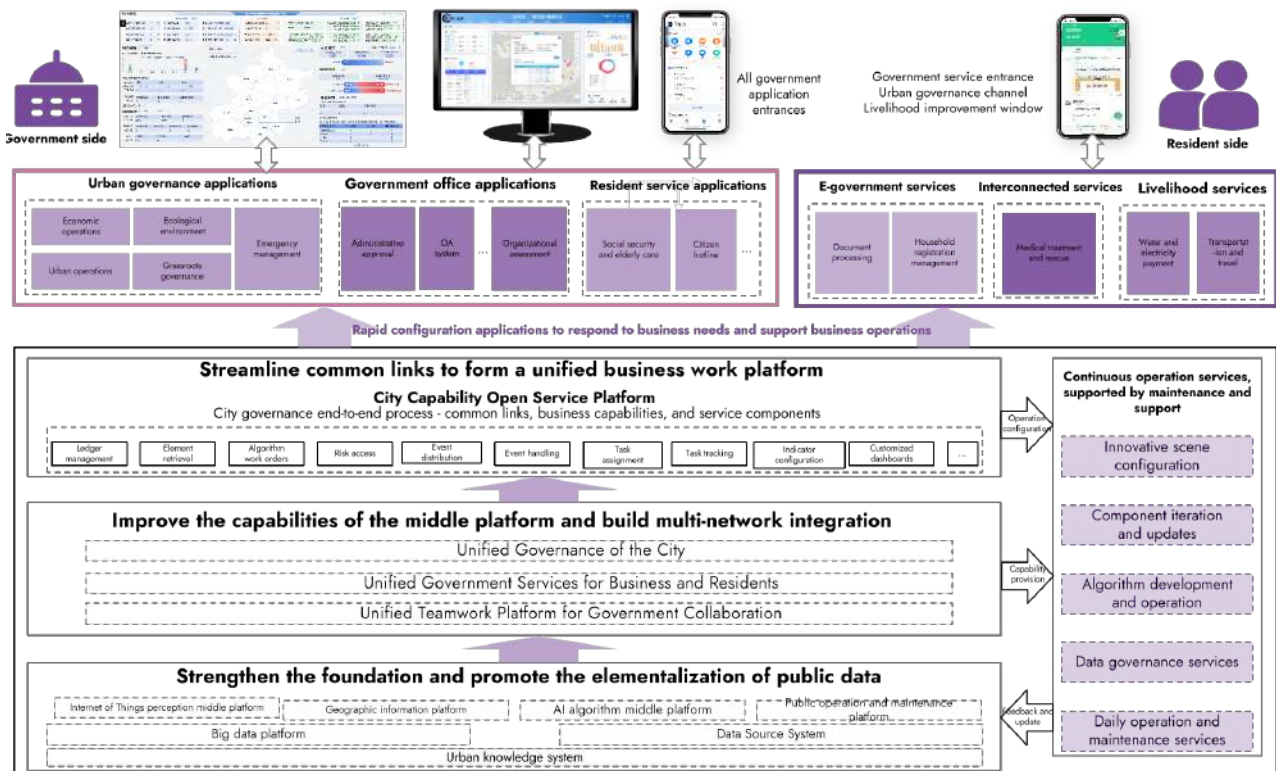 Government side
All government
application
entrances
Government service entrance
Urban governance channel
Livelihood improvement window
Resident side
Urban governance applications
Economic
operations
Ecological
environment
Emergency
management
Urban operations
Grassroots
governance
Government office applications
Administrative
approval
OA
system
...
Organizational
assessment
Resident service applications
Social security
and elderly care
Citizen
hotline
...
E-government services
Document
processing
Household
registration
management
Interconnected services
Medical treatment
and rescue
Livelihood services
Water and
electricity
payment
Transportat
-ion and
travel
Rapid configuration applications to respond to business needs and support business operations
Streamline common links to form a unified business work platform
City Capability Open Service Platform
City governance end-to-end process - common links, business capabilities, and service components
Ledger
management
Element
retrieval
Algorithm
work orders
Risk access
Event
distribution
Event handling
Task
assignment
Task tracking
Indicator
configuration
Customized
dashboards
...
Operation
configuration
Improve the capabilities of the middle platform and build multi-network integration
Unified Governance of the City
Unified Government Services for Business and Residents
Unified Teamwork Platform for Government Collaboration
Capability
provision
Strengthen the foundation and promote the elementalization of public data
Internet of Things perception middle platform
Geographic information platform
AI algorithm middle platform
Public operation and maintenance
platform
Big data platform
Data Source System
Urban knowledge system
Feedback and
update
Continuous operation services,
supported by maintenance and
support
Innovative scene
configuration
Component iteration
and updates
Algorithm development
and operation
Data governance services
Daily operation and
maintenance services